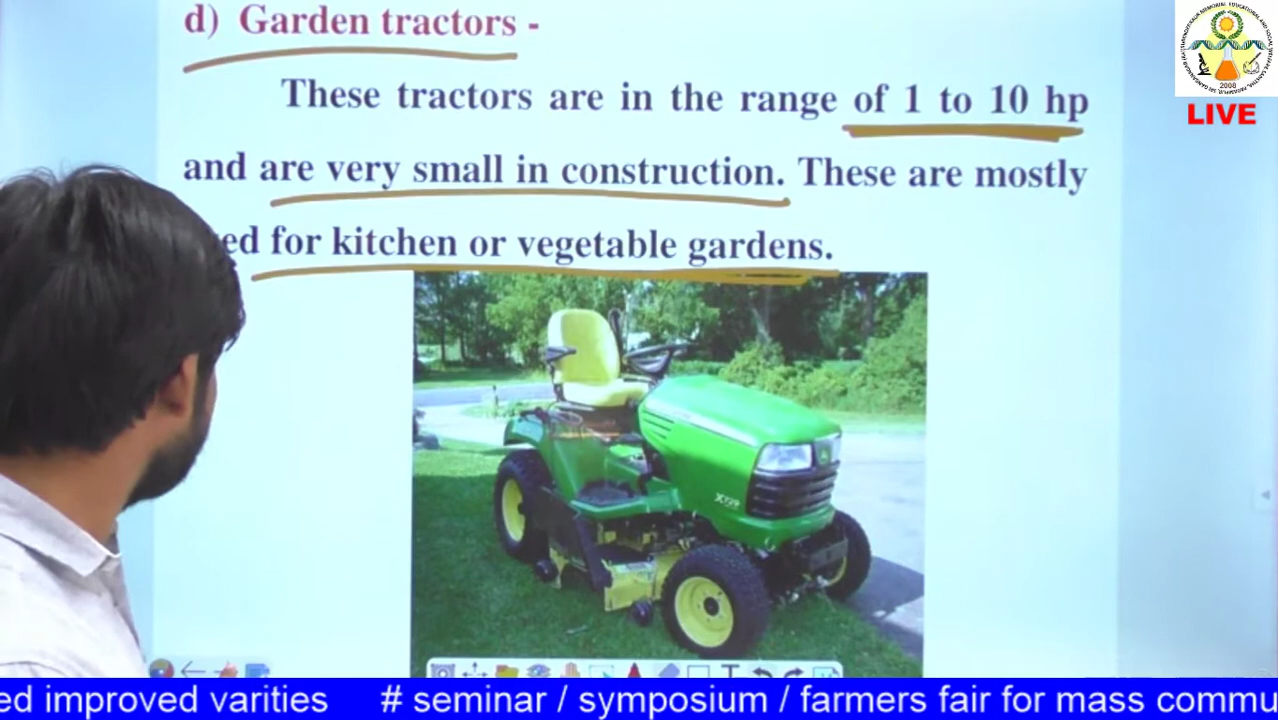 d) Garden tractors -
These tractors are in the range of 1 to 10 hp
and are very small in construction. These are mostly
ed for kitchen or vegetable gardens.
2008
LIVE
X729
ed improved varities # seminar / symposium / farmers fair for mass commu